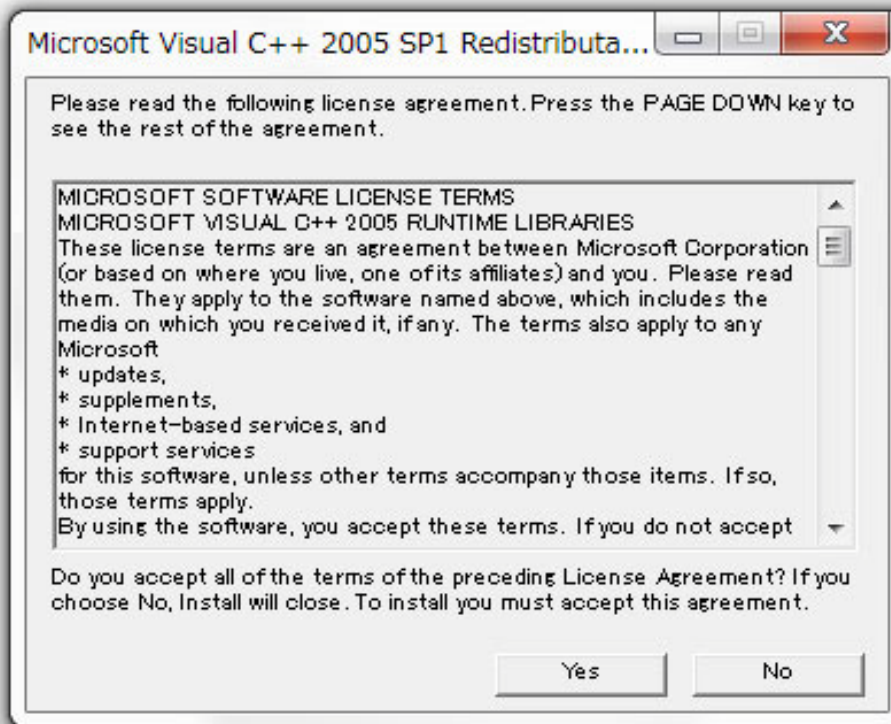 Microsoft Visual C++ 2005 SP1 Redistributa...
Please read the following license agreement. Press the PAGE DOWN key to
see the rest of the agreement.
MICROSOFT SOFTWARE LICENSE TERMS
MICROSOFT VISUAL C++ 2005 RUNTIME LIBRARIES
These license terms are an agreement between Microsoft Corporation
(or based on where you live, one of its affiliates) and you. Please read
them. They apply to the software named above, which includes the
media on which you received it, if any. The terms also apply to any
Microsoft
* updates,
* supplements,
* Internet-based services, and
* support services
for this software, unless other terms accompany those items. If so,
those terms apply.
By using the software, you accept these terms. If you do not accept
Do you accept all of the terms of the preceding License Agreement? If you
choose No, Install will close. To install you must accept this agreement.
Yes
No